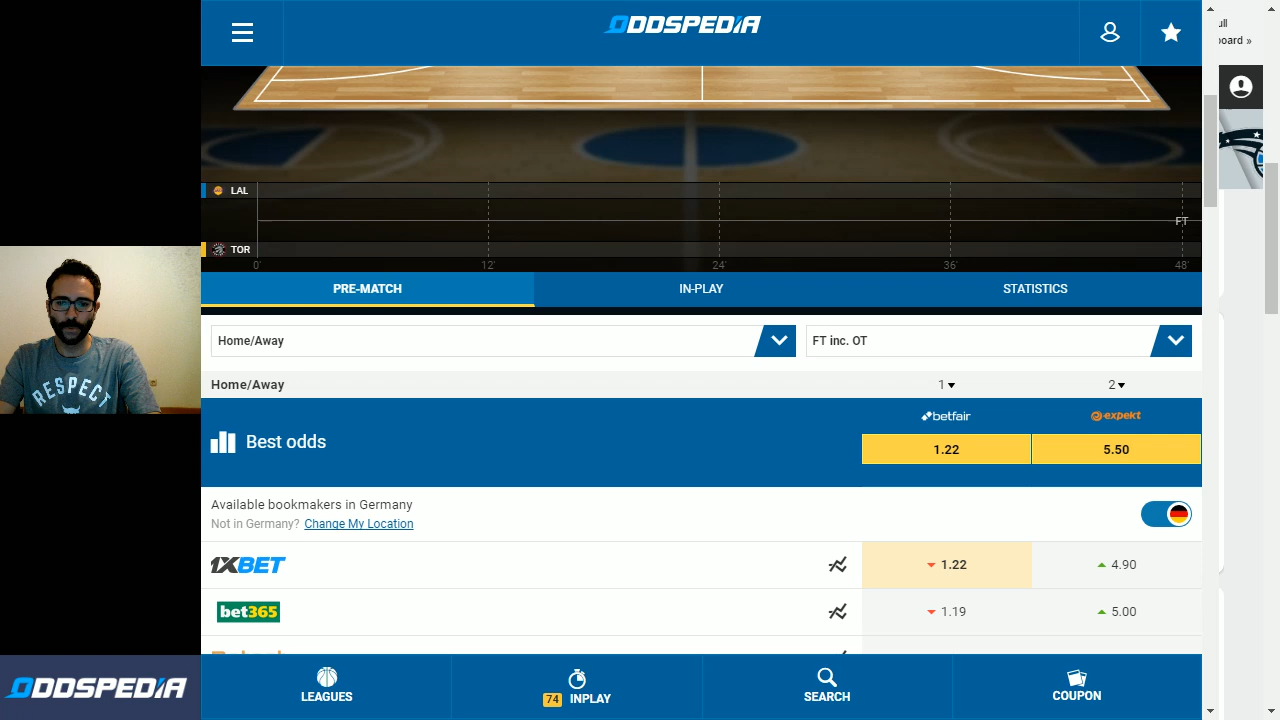 ull
board »
ODDSPEDIA
LAL
FT
TOR
0' 12' 24' 36' 48'
PRE-MATCH IN-PLAY STATISTICS
Home/Away FT inc. OT
Home/Away 1 2
betfair expekt
Best odds 1.22 5.50
Available bookmakers in Germany
Not in Germany? Change My Location
1XBET 1.22 4.90
bet365 1.19 5.00
RESPECT
LEAGUES 74 INPLAY SEARCH COUPON
ODDSPEDIA